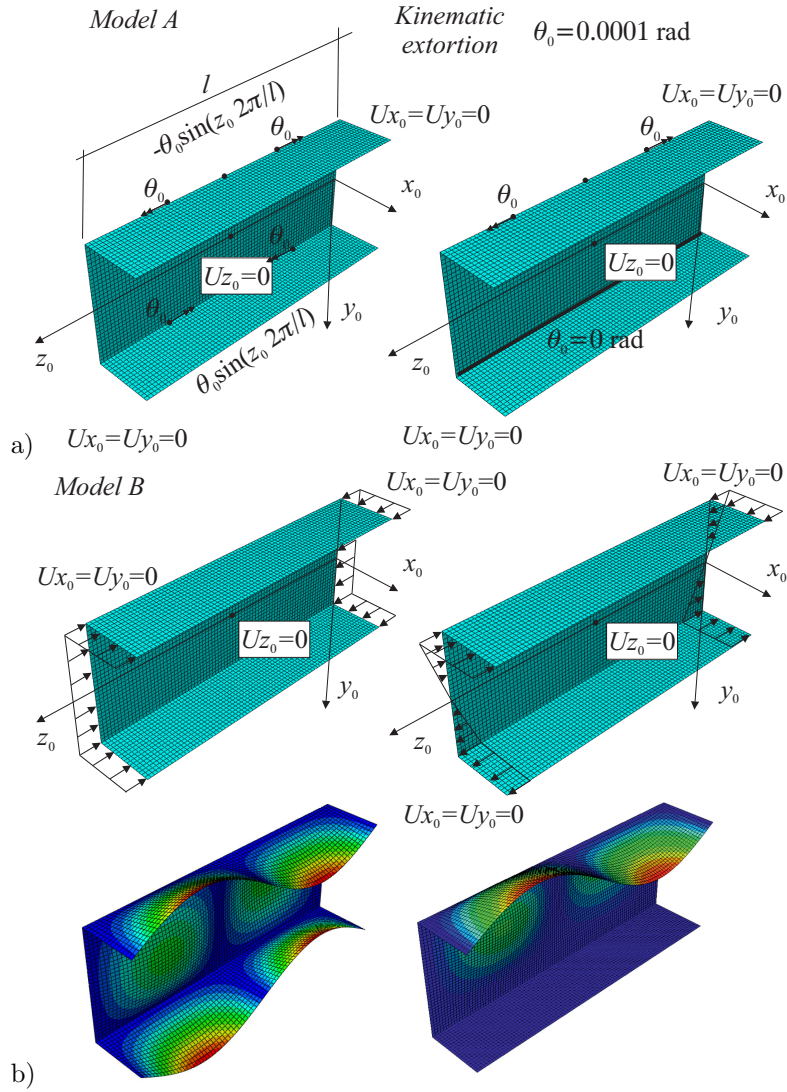 Model A
Kinematic
extortion
θ₀=0.0001 rad
l
-θ₀sin(z₀ 2π/l)
Ux₀=Uy₀=0
θ₀
θ₀
x₀
θ₀
Uz₀=0
θ₀
y₀
z₀
θ₀sin(z₀ 2π/l)
Ux₀=Uy₀=0
Ux₀=Uy₀=0
θ₀
θ₀
x₀
Uz₀=0
y₀
θ₀=0 rad
z₀
Ux₀=Uy₀=0
a)
Model B
Ux₀=Uy₀=0
Ux₀=Uy₀=0
x₀
Uz₀=0
y₀
z₀
Ux₀=Uy₀=0
x₀
Uz₀=0
y₀
z₀
Ux₀=Uy₀=0
b)